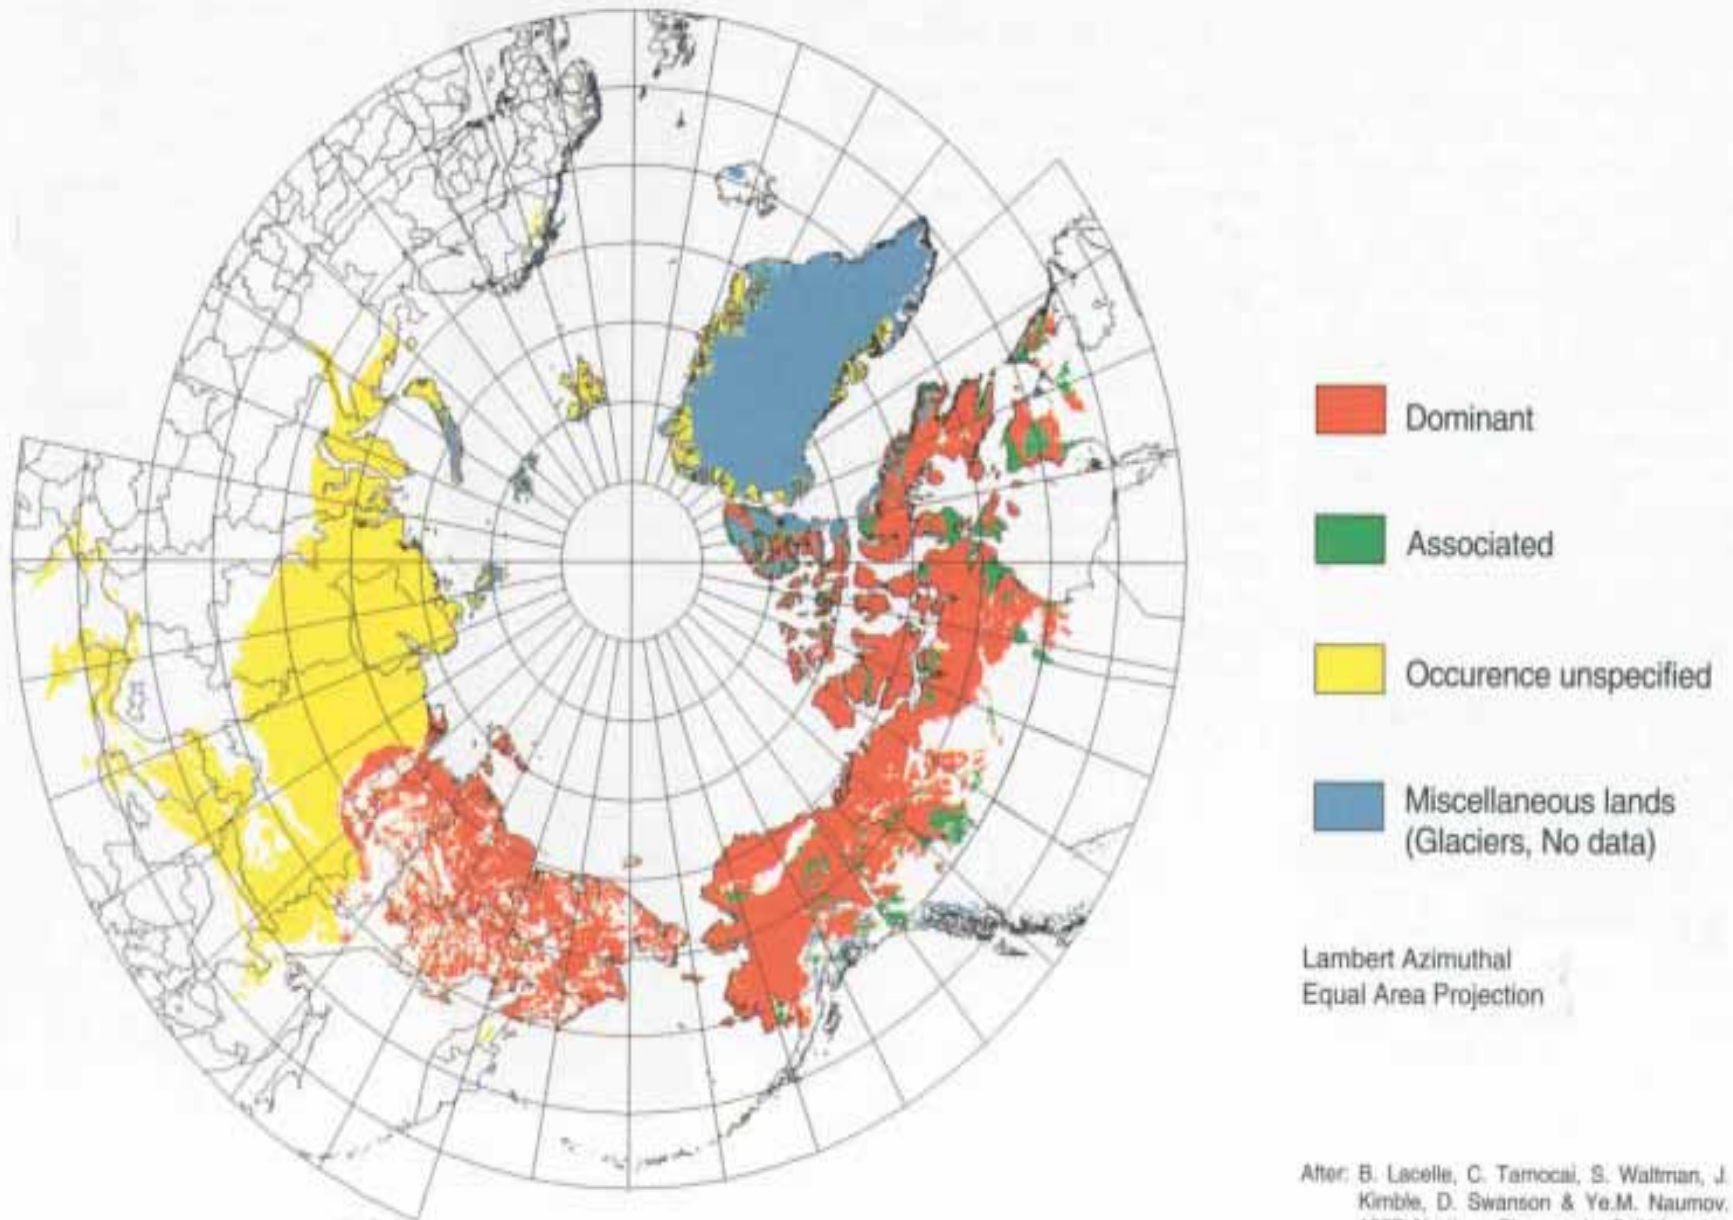 Dominant
Associated
Occurence unspecified
Miscellaneous lands
(Glaciers, No data)
Lambert Azimuthal
Equal Area Projection
After: B. Lacelle, C. Tarnocai, S. Waltman, J.
Kimble, D. Swanson & Ye.M. Naumov.